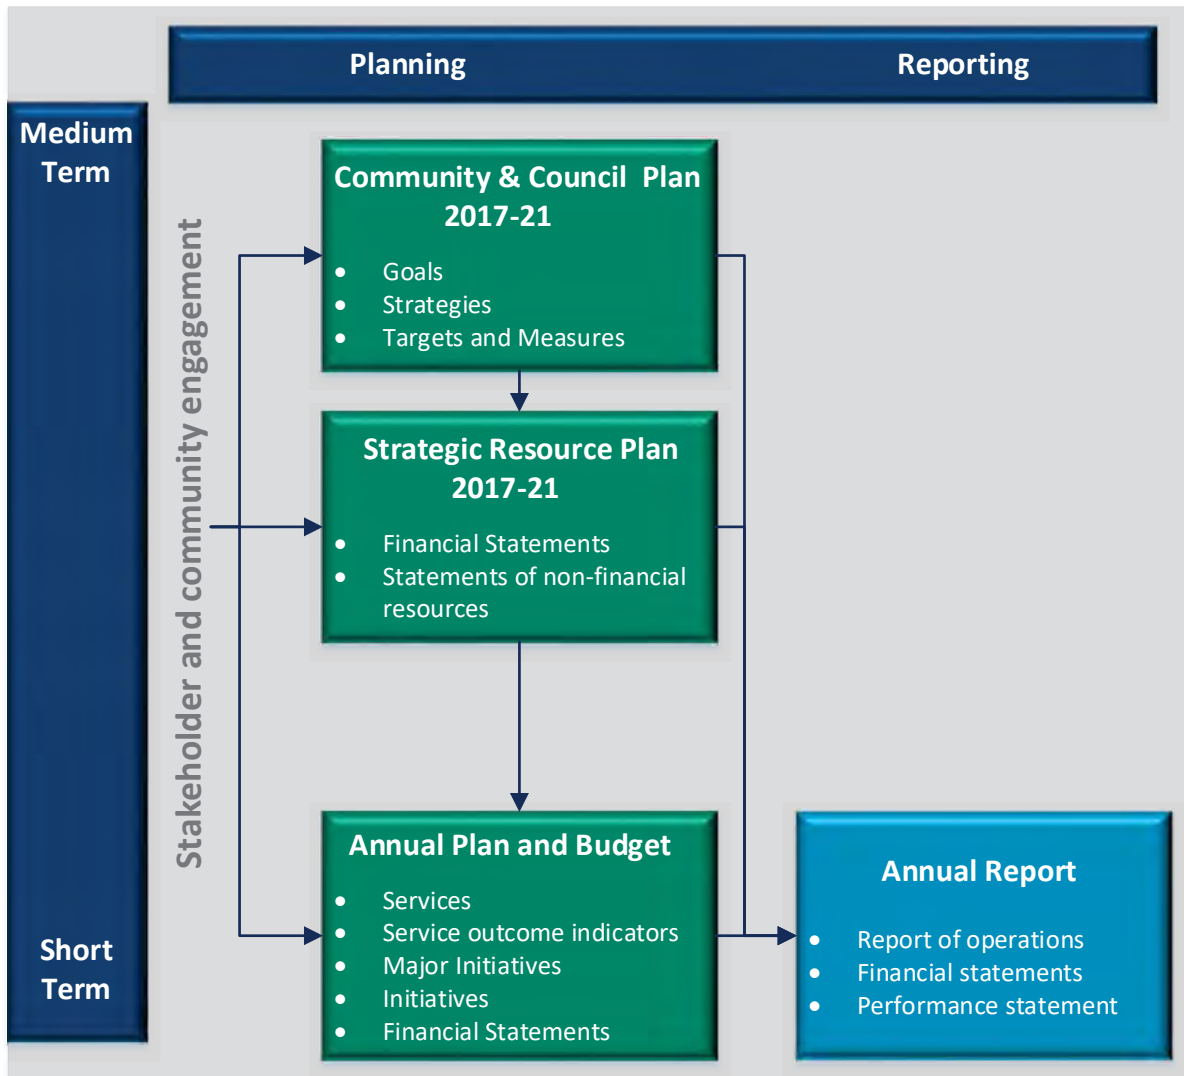 Planning
Reporting
Medium
Term
Stakeholder and community engagement
Community & Council Plan
2017-21
• Goals
• Strategies
• Targets and Measures
Strategic Resource Plan
2017-21
• Financial Statements
• Statements of non-financial
resources
Short
Term
Annual Plan and Budget
• Services
• Service outcome indicators
• Major Initiatives
• Initiatives
• Financial Statements
Annual Report
• Report of operations
• Financial statements
• Performance statement